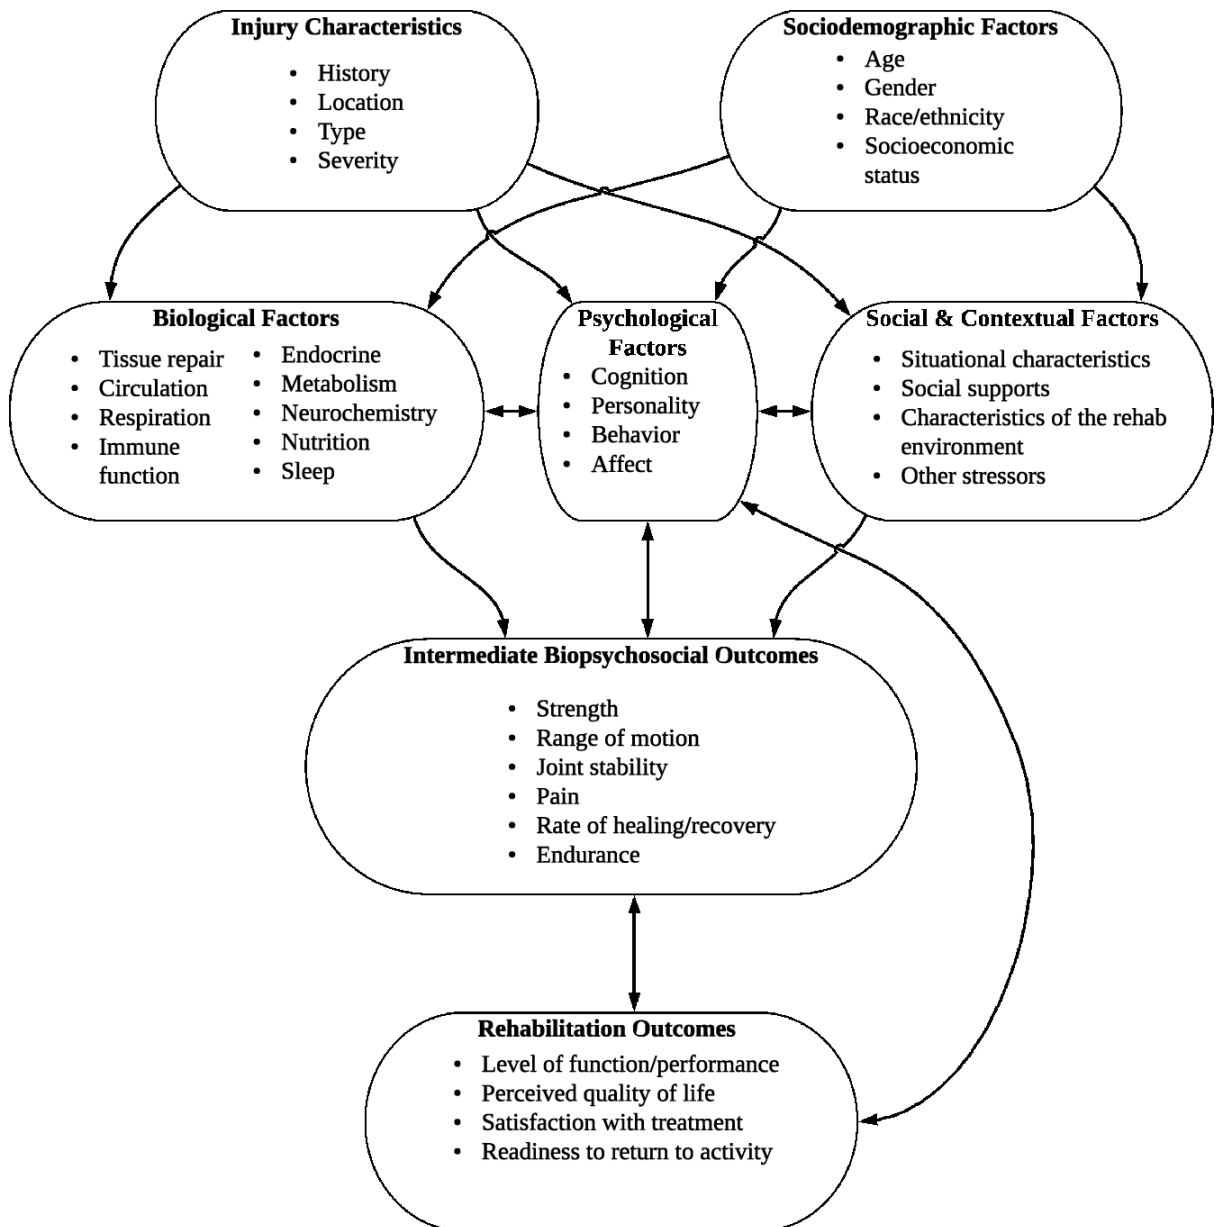 Injury Characteristics
• History
• Location
• Type
• Severity
Sociodemographic Factors
• Age
• Gender
• Race/ethnicity
• Socioeconomic
status
Biological Factors
• Tissue repair
• Circulation
• Respiration
• Immune
function
• Endocrine
• Metabolism
• Neurochemistry
• Nutrition
• Sleep
Psychological
Factors
• Cognition
• Personality
• Behavior
• Affect
Social & Contextual Factors
• Situational characteristics
• Social supports
• Characteristics of the rehab
environment
• Other stressors
Intermediate Biopsychosocial Outcomes
• Strength
• Range of motion
• Joint stability
• Pain
• Rate of healing/recovery
• Endurance
Rehabilitation Outcomes
• Level of function/performance
• Perceived quality of life
• Satisfaction with treatment
• Readiness to return to activity